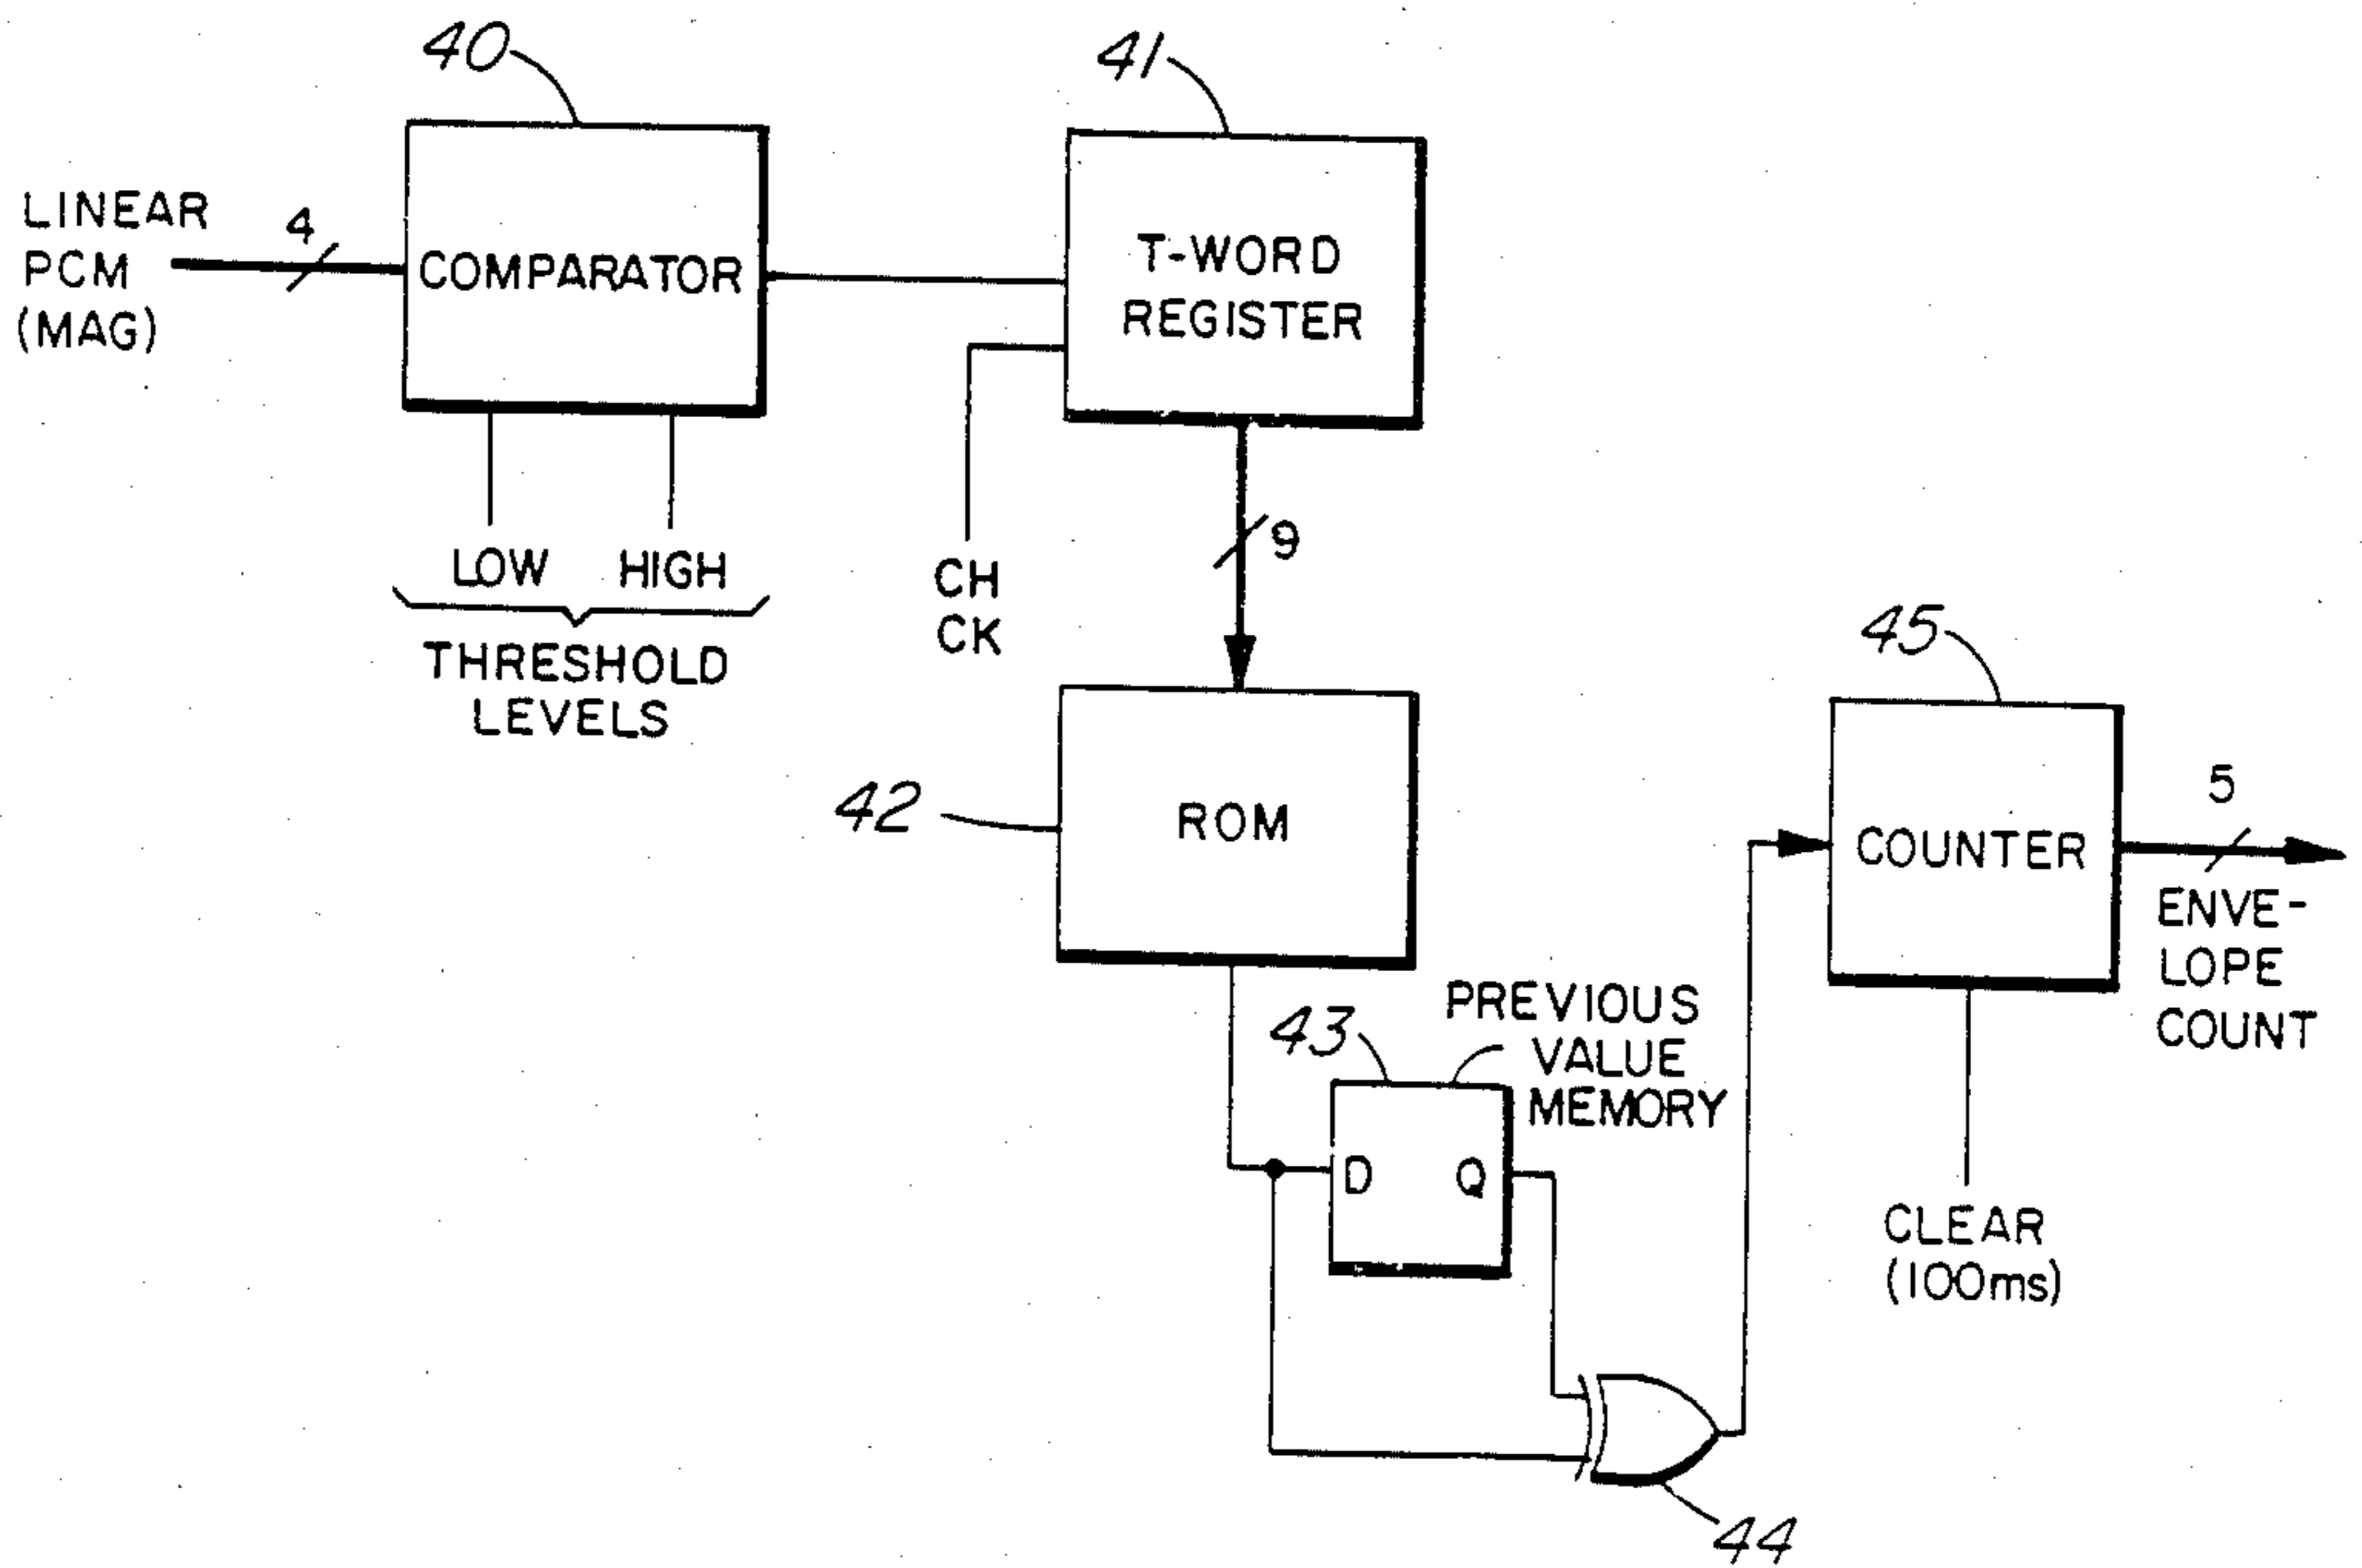 40
41
LINEAR
PCM
(MAG)
4
COMPARATOR
T-WORD
REGISTER
LOW HIGH
THRESHOLD
LEVELS
CH
CK
9
42
ROM
45
COUNTER
5
ENVE-
LOPE
COUNT
43
PREVIOUS
VALUE
MEMORY
D Q
CLEAR
(100ms)
44